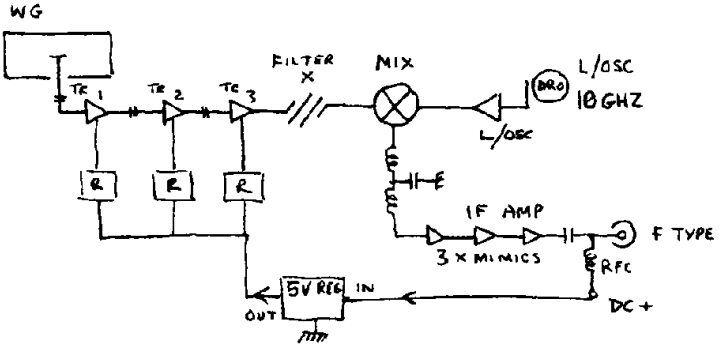 WG
TR 1
TR 2
TR 3
FILTER
X
MIX
L/OSC
DRO
L/OSC
10 GHZ
R
R
R
IF AMP
3 X MIMICS
F TYPE
RFC
5V REG
IN
OUT
DC +